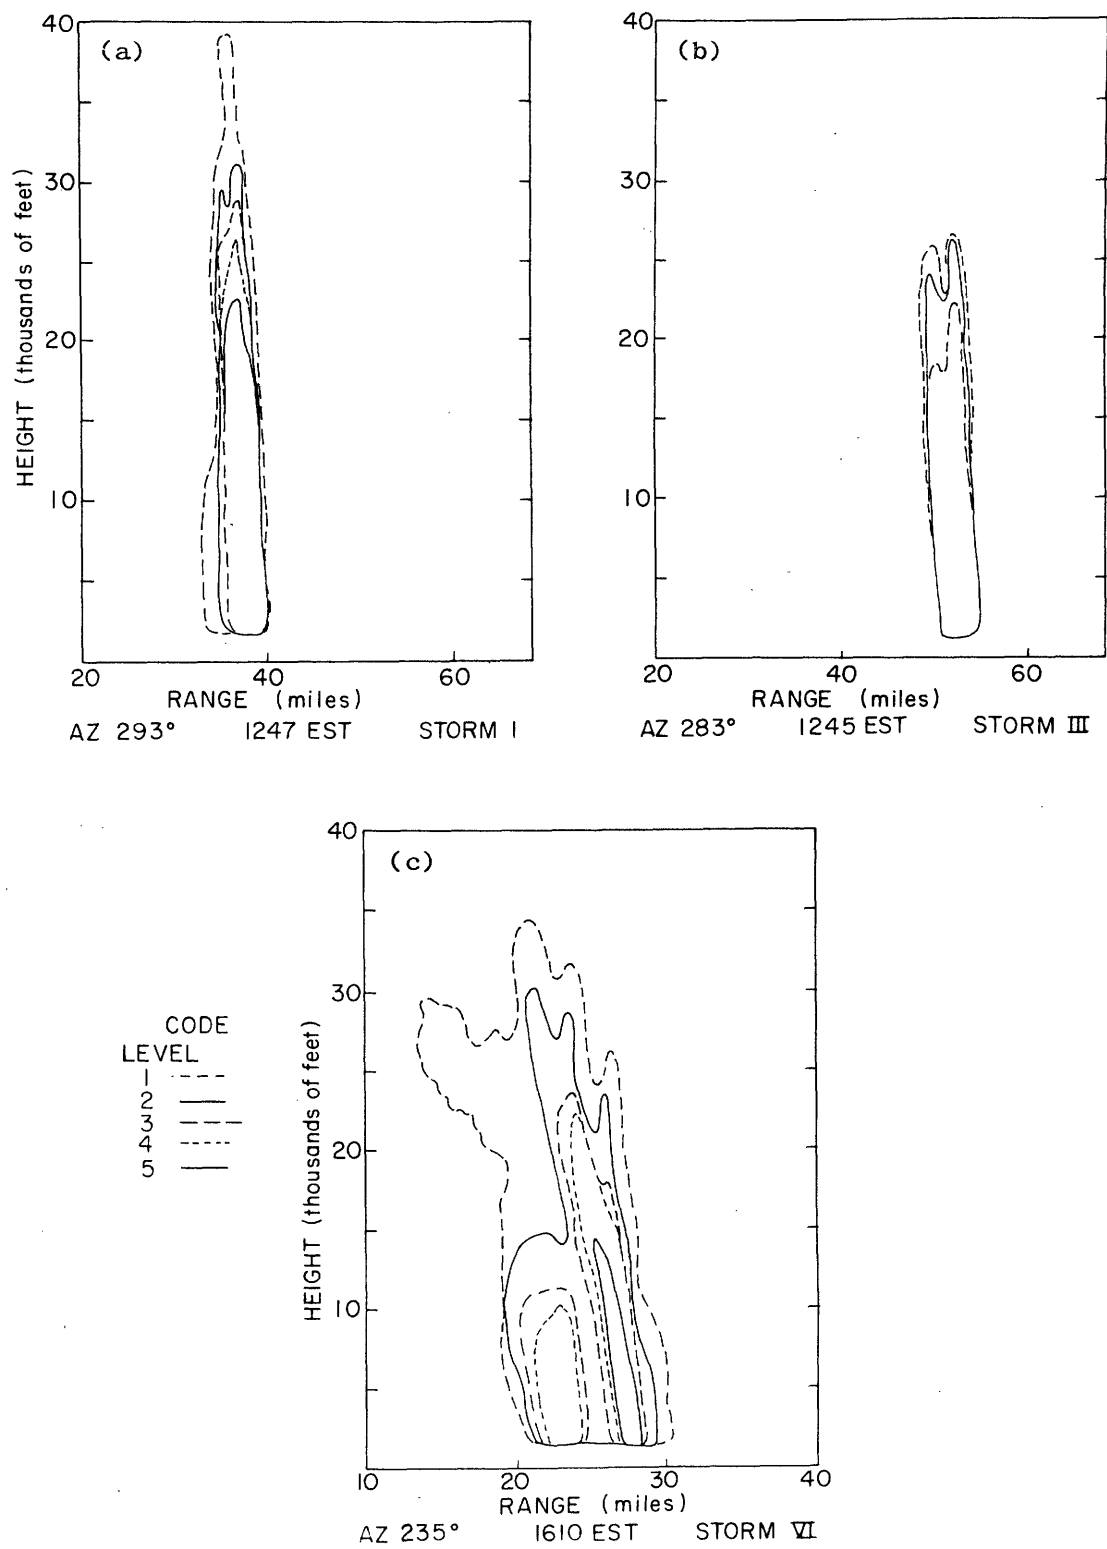 (a)
40
30
20
10
HEIGHT (thousands of feet)
20 40 60
RANGE (miles)
AZ 293° 1247 EST STORM I
(b)
40
30
20
10
20 40 60
RANGE (miles)
AZ 283° 1245 EST STORM III
(c)
40
30
20
10
HEIGHT (thousands of feet)
10 20 30 40
RANGE (miles)
AZ 235° 1610 EST STORM VI
CODE
LEVEL
1
2
3
4
5